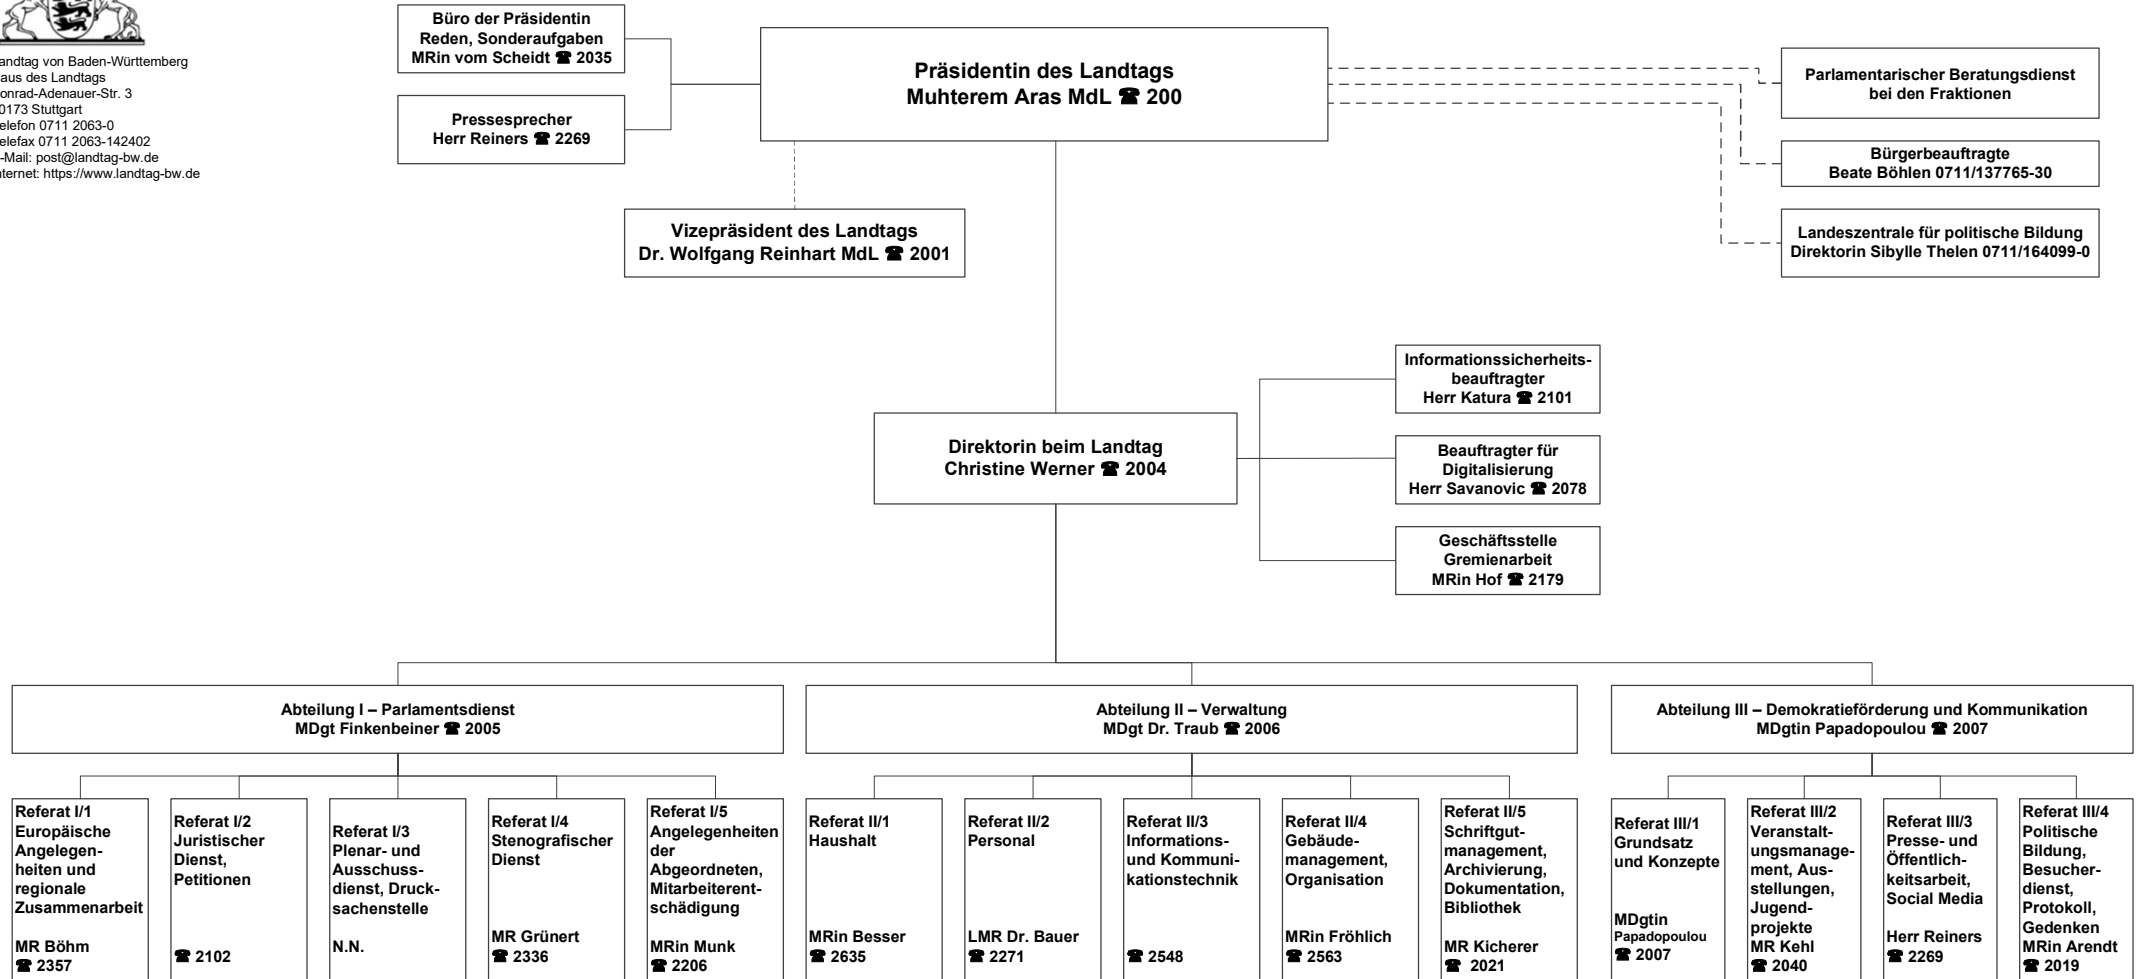 andtag von Baden-Württemberg
aus des Landtags
onrad-Adenauer-Str. 3
0173 Stuttgart
elefon 0711 2063-0
elefax 0711 2063-142402
-Mail: post@landtag-bw.de
nternet: https://www.landtag-bw.de
Büro der Präsidentin
Reden, Sonderaufgaben
MRin vom Scheidt ☎ 2035
Pressesprecher
Herr Reiners ☎ 2269
Präsidentin des Landtags
Muhterem Aras MdL ☎ 200
Parlamentarischer Beratungsdienst
bei den Fraktionen
Bürgerbeauftragte
Beate Böhlen 0711/137765-30
Landeszentrale für politische Bildung
Direktorin Sibylle Thelen 0711/164099-0
Vizepräsident des Landtags
Dr. Wolfgang Reinhart MdL ☎ 2001
Informationssicherheits-
beauftragter
Herr Katura ☎ 2101
Direktorin beim Landtag
Christine Werner ☎ 2004
Beauftragter für
Digitalisierung
Herr Savanovic ☎ 2078
Geschäftsstelle
Gremienarbeit
MRin Hof ☎ 2179
Abteilung I – Parlamentsdienst
MDgt Finkenbeiner ☎ 2005
Abteilung II – Verwaltung
MDgt Dr. Traub ☎ 2006
Abteilung III – Demokratieförderung und Kommunikation
MDgtin Papadopoulou ☎ 2007
Referat I/1
Europäische
Angelegen-
heiten und
regionale
Zusammenarbeit
MR Böhm
☎ 2357
Referat I/2
Juristischer
Dienst,
Petitionen
☎ 2102
Referat I/3
Plenar- und
Ausschuss-
dienst, Druck-
sachenstelle
N.N.
Referat I/4
Stenografischer
Dienst
MR Grünert
☎ 2336
Referat I/5
Angelegenheiten
der
Abgeordneten,
Mitarbeiterent-
schädigung
MRin Munk
☎ 2206
Referat II/1
Haushalt
MRin Besser
☎ 2635
Referat II/2
Personal
LMR Dr. Bauer
☎ 2271
Referat II/3
Informations-
und Kommuni-
kationstechnik
☎ 2548
Referat II/4
Gebäude-
management,
Organisation
MRin Fröhlich
☎ 2563
Referat II/5
Schriftgut-
management,
Archivierung,
Dokumentation,
Bibliothek
MR Kicherer
☎ 2021
Referat III/1
Grundsatz
und Konzepte
MDgtin
Papadopoulou
☎ 2007
Referat III/2
Veranstalt-
ungsmanage-
ment, Aus-
stellungen,
Jugend-
projekte
MR Kehl
☎ 2040
Referat III/3
Presse- und
Öffentlich-
keitsarbeit,
Social Media
Herr Reiners
☎ 2269
Referat III/4
Politische
Bildung,
Besucher-
dienst,
Protokoll,
Gedenken
MRin Arendt
☎ 2019